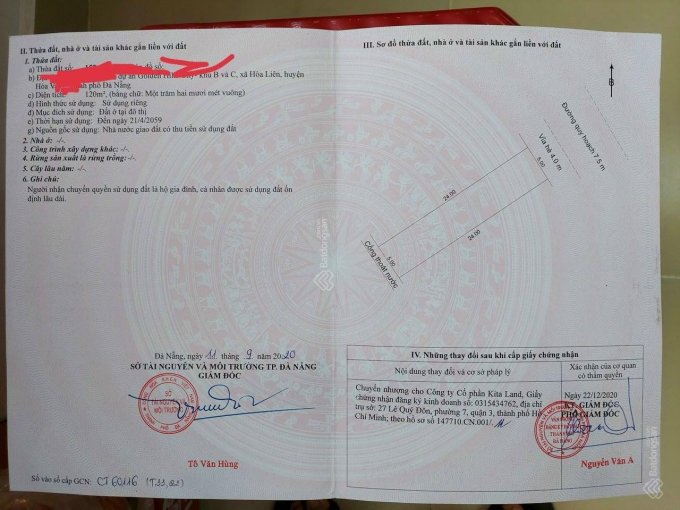 II. Thửa đất, nhà ở và tài sản khác gắn liền với đất
1. Thửa đất:
a) Thửa đất số:
b) dự án Golden Hills City- khu B và C, xã Hòa Liên, huyện
Hòa phố Đà Nẵng
c) Diện tích: 120m², (bằng chữ: Một trăm hai mươi mét vuông)
d) Hình thức sử dụng: Sử dụng riêng
đ) Mục đích sử dụng: Đất ở tại đô thị
e) Thời hạn sử dụng: Đến ngày 21/4/2059
g) Nguồn gốc sử dụng: Nhà nước giao đất có thu tiền sử dụng đất
2. Nhà ở: -/-.
3. Công trình xây dựng khác: -/-.
4. Rừng sản xuất là rừng trồng: -/-.
5. Cây lâu năm: -/-.
6. Ghi chú:
Người nhận chuyển quyền sử dụng đất là hộ gia đình, cá nhân được sử dụng đất ổn
định lâu dài.
Đà Nẵng, ngày 11 tháng 9 năm 2020
SỞ TÀI NGUYÊN VÀ MÔI TRƯỜNG TP. ĐÀ NẴNG
GIÁM ĐỐC
SỞ
TÀI NGUYÊN VÀ
MÔI TRƯỜNG
Tô Văn Hùng
Số vào sổ cấp GCN: CT 60116 (T.11, Q2)
III. Sơ đồ thửa đất, nhà ở và tài sản khác gắn liền với đất
B
Đường quy hoạch 7.5 m
Vỉa hè 4.0 m
5.00
24.00
24.00
5.00
Cống thoát nước
Batdongsan
IV. Những thay đổi sau khi cấp giấy chứng nhận
Nội dung thay đổi và cơ sở pháp lý
Xác nhận của cơ quan
có thẩm quyền
Chuyển nhượng cho Công ty Cổ phần Kita Land, Giấy
chứng nhận đăng ký kinh doanh số: 0315434762, địa chỉ
trụ sở: 27 Lê Quý Đôn, phường 7, quận 3, thành phố Hồ
Chí Minh; theo hồ sơ số 147710.CN.001/.
Ngày 22/12/2020
KT. GIÁM ĐỐC
PHÓ GIÁM ĐỐC
Nguyễn Văn A
Batdongsan